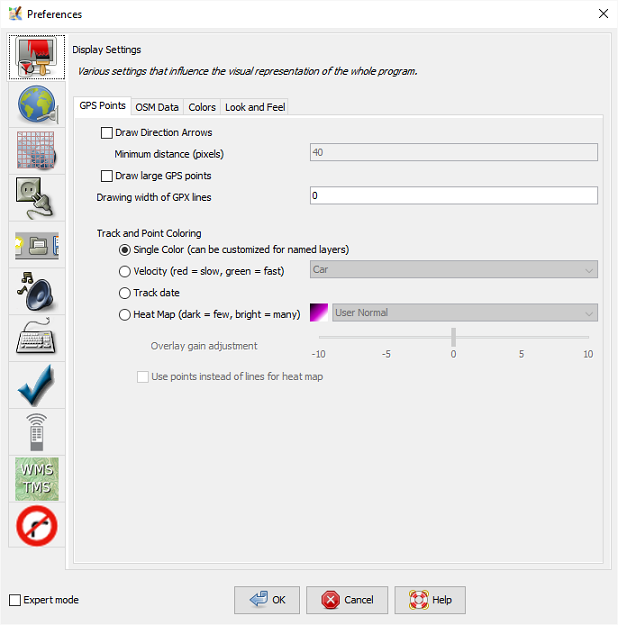 Preferences
Display Settings
Various settings that influence the visual representation of the whole program.
GPS Points OSM Data Colors Look and Feel
Draw Direction Arrows
Minimum distance (pixels) 40
Draw large GPS points
Drawing width of GPX lines 0
Track and Point Coloring
Single Color (can be customized for named layers)
Velocity (red = slow, green = fast) Car
Track date
Heat Map (dark = few, bright = many) User Normal
Overlay gain adjustment
-10 -5 0 5 10
Use points instead of lines for heat map
WMS
TMS
Expert mode OK Cancel Help